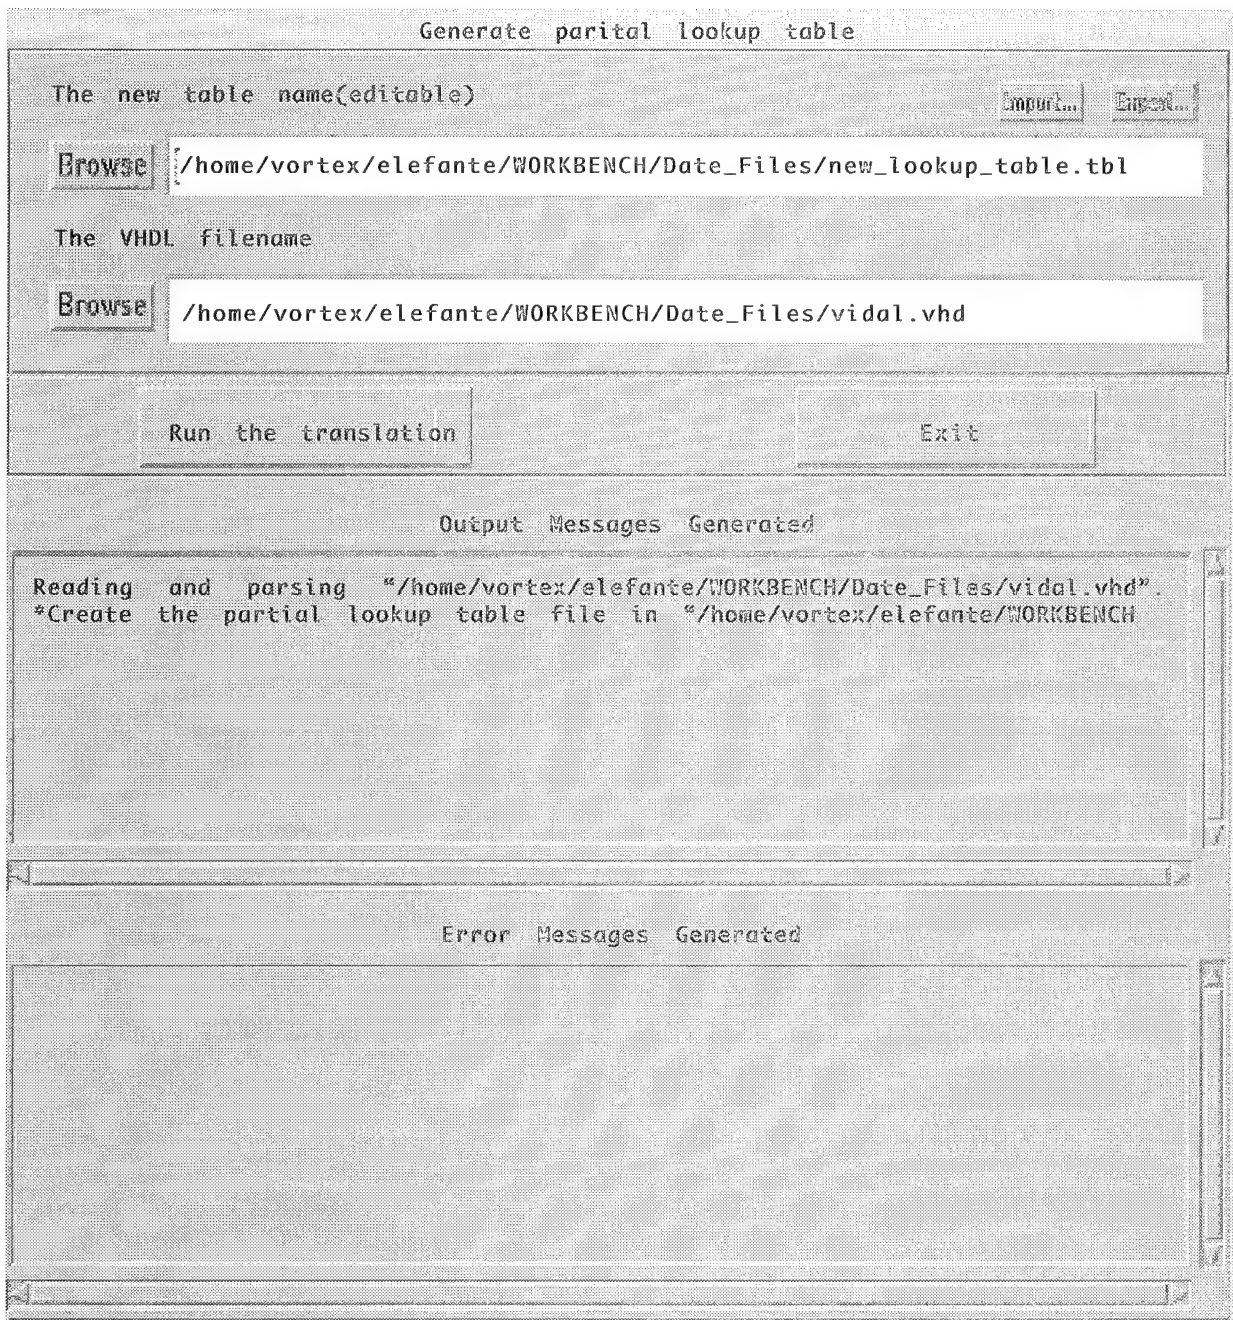 Generate parital lookup table
The new table name(editable)
Import...
Browse /home/vortex/elefante/WORKBENCH/Date_Files/new_lookup_table.tbl
The VHDL filename
Browse /home/vortex/elefante/WORKBENCH/Date_Files/vidal.vhd
Run the translation Exit
Output Messages Generated
Reading and parsing "/home/vortex/elefante/WORKBENCH/Date_Files/vidal.vhd".
*Create the partial lookup table file in "/home/vortex/elefante/WORKBENCH
Error Messages Generated